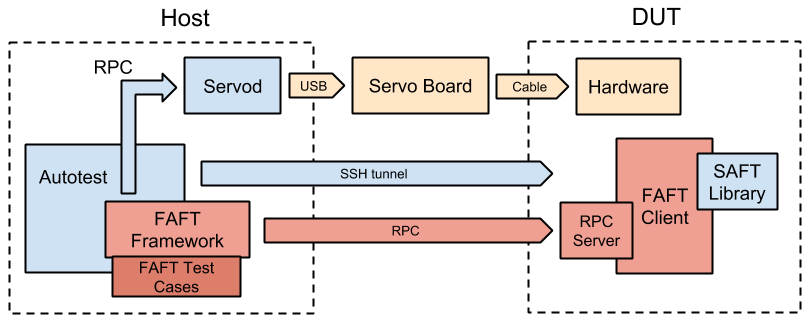 Host
DUT
RPC
Servod
USB
Servo Board
Cable
Hardware
Autotest
SSH tunnel
SAFT
Library
FAFT
Client
FAFT
Framework
RPC
RPC
Server
FAFT Test
Cases